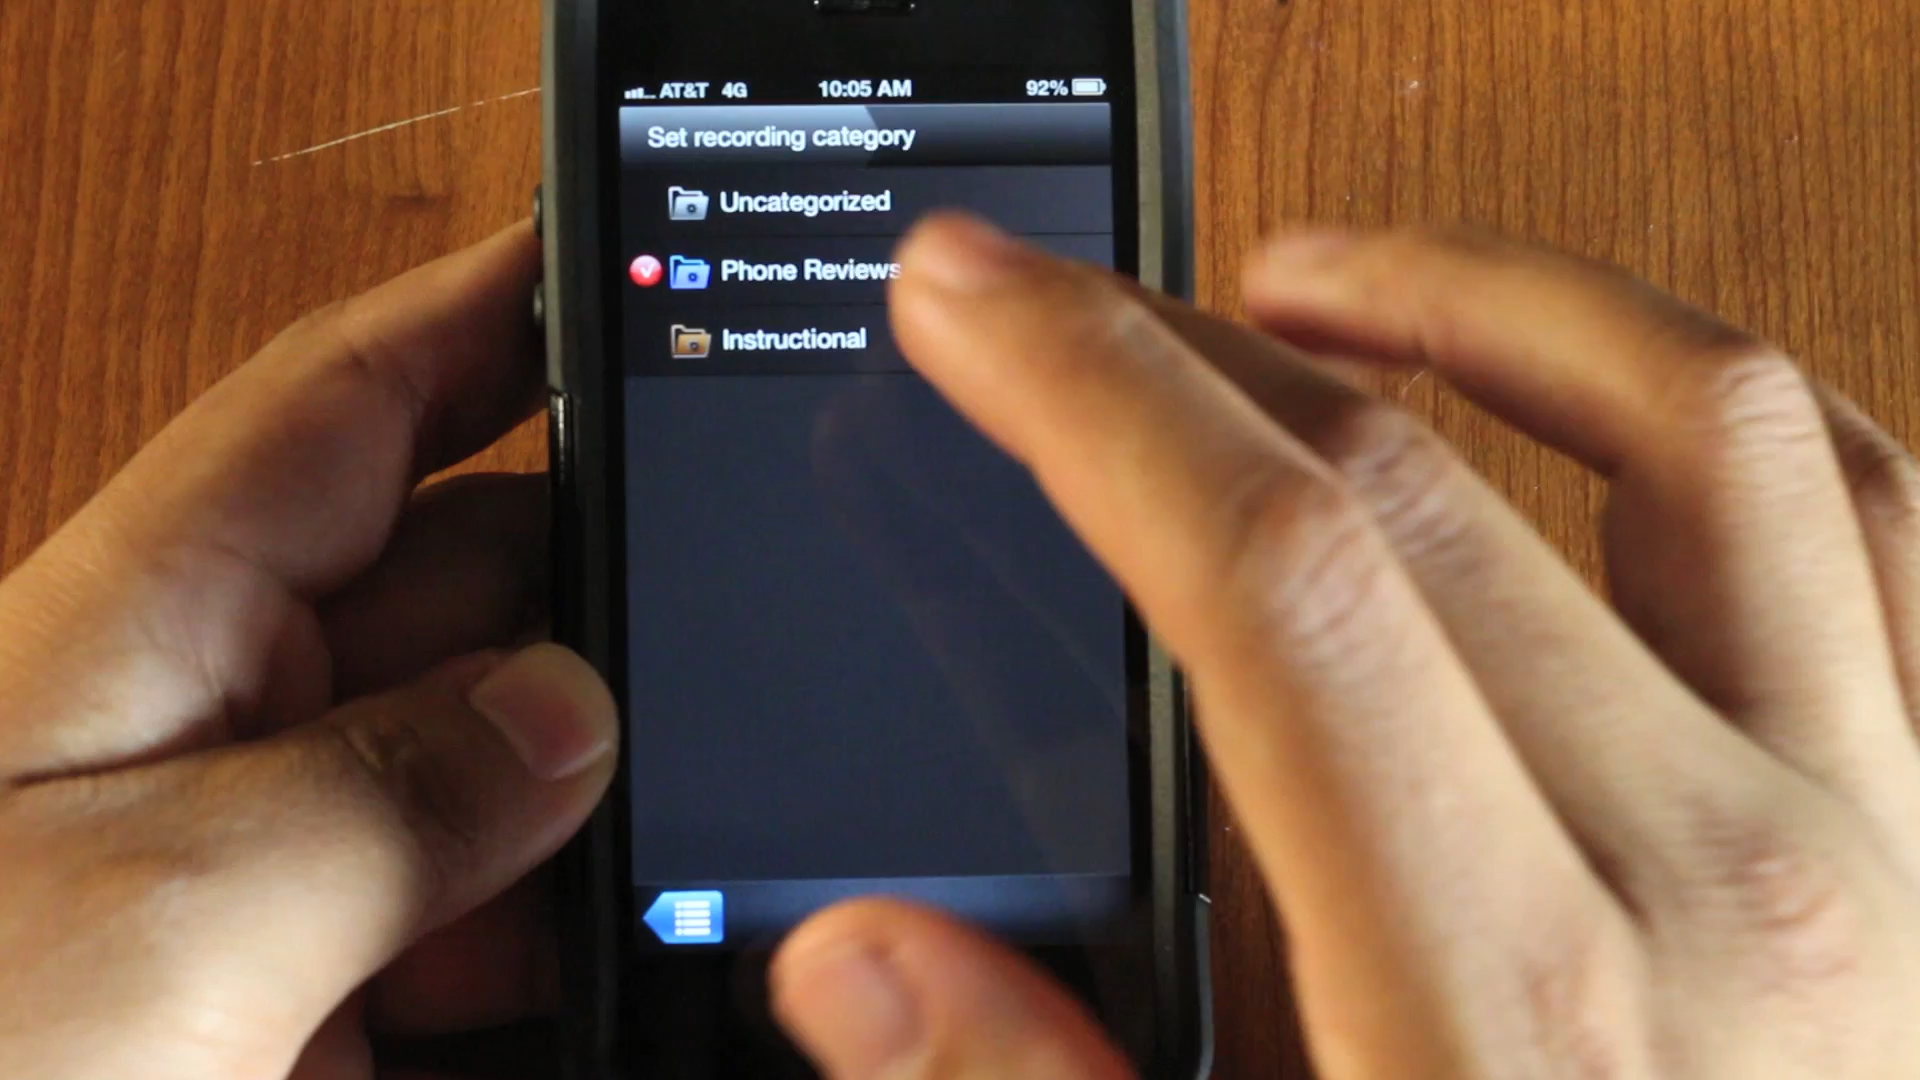 AT&T 4G 10:05 AM 92%
Set recording category
Uncategorized
Phone Reviews
Instructional